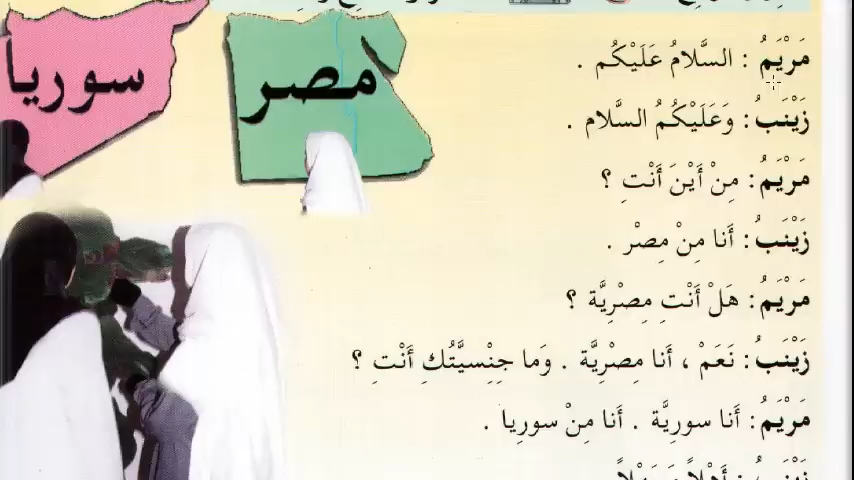 سوريا
مصر
مَرْيَمُ : السَّلامُ عَلَيْكُم .
زَيْنَبُ : وَعَلَيْكُمُ السَّلام .
مَرْيَمُ : مِنْ أَيْنَ أَنْتِ ؟
زَيْنَبُ : أَنا مِنْ مِصْر .
مَرْيَمُ : هَلْ أَنْتِ مِصْرِيَّة ؟
زَيْنَبُ : نَعَمْ ، أَنا مِصْرِيَّة . وَما جِنْسِيَّتُكِ أَنْتِ ؟
مَرْيَمُ : أَنا سورِيَّة . أَنا مِنْ سوريا .